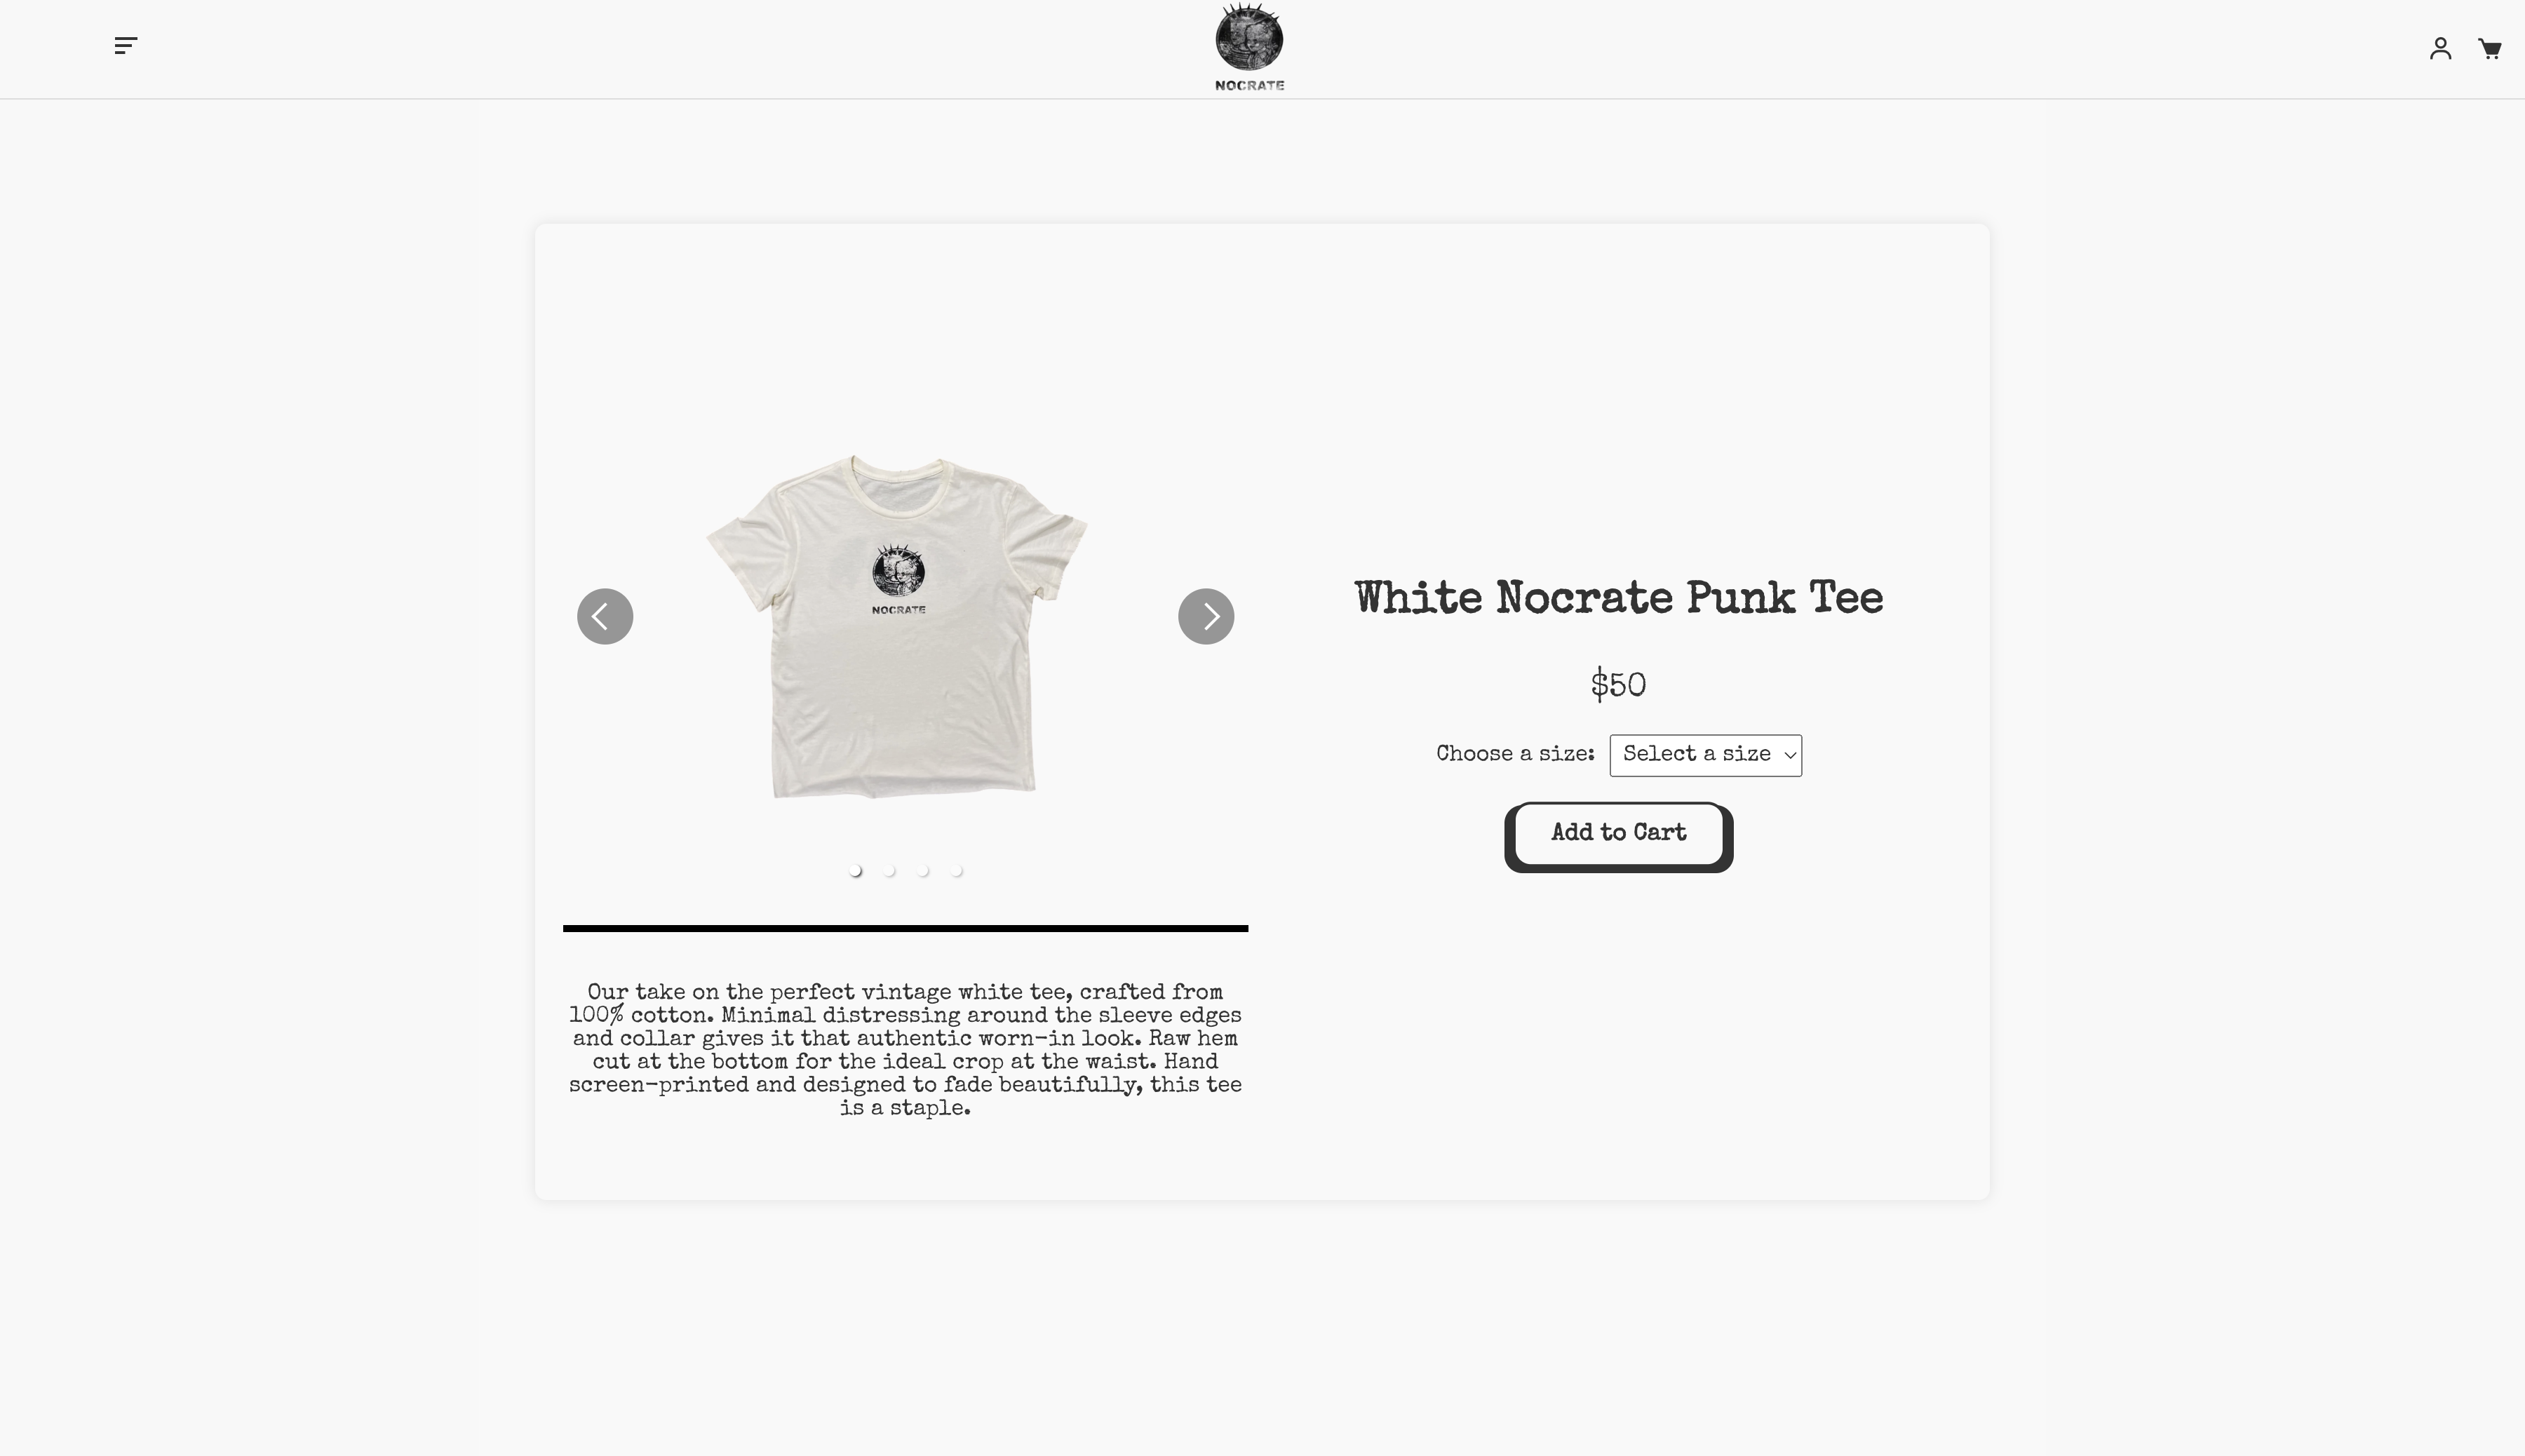 NOCRATE
NOCRATE
White Nocrate Punk Tee
$50
Choose a size:
Select a size
Add to Cart
Our take on the perfect vintage white tee, crafted from
100% cotton. Minimal distressing around the sleeve edges
and collar gives it that authentic worn-in look. Raw hem
cut at the bottom for the ideal crop at the waist. Hand
screen-printed and designed to fade beautifully, this tee
is a staple.